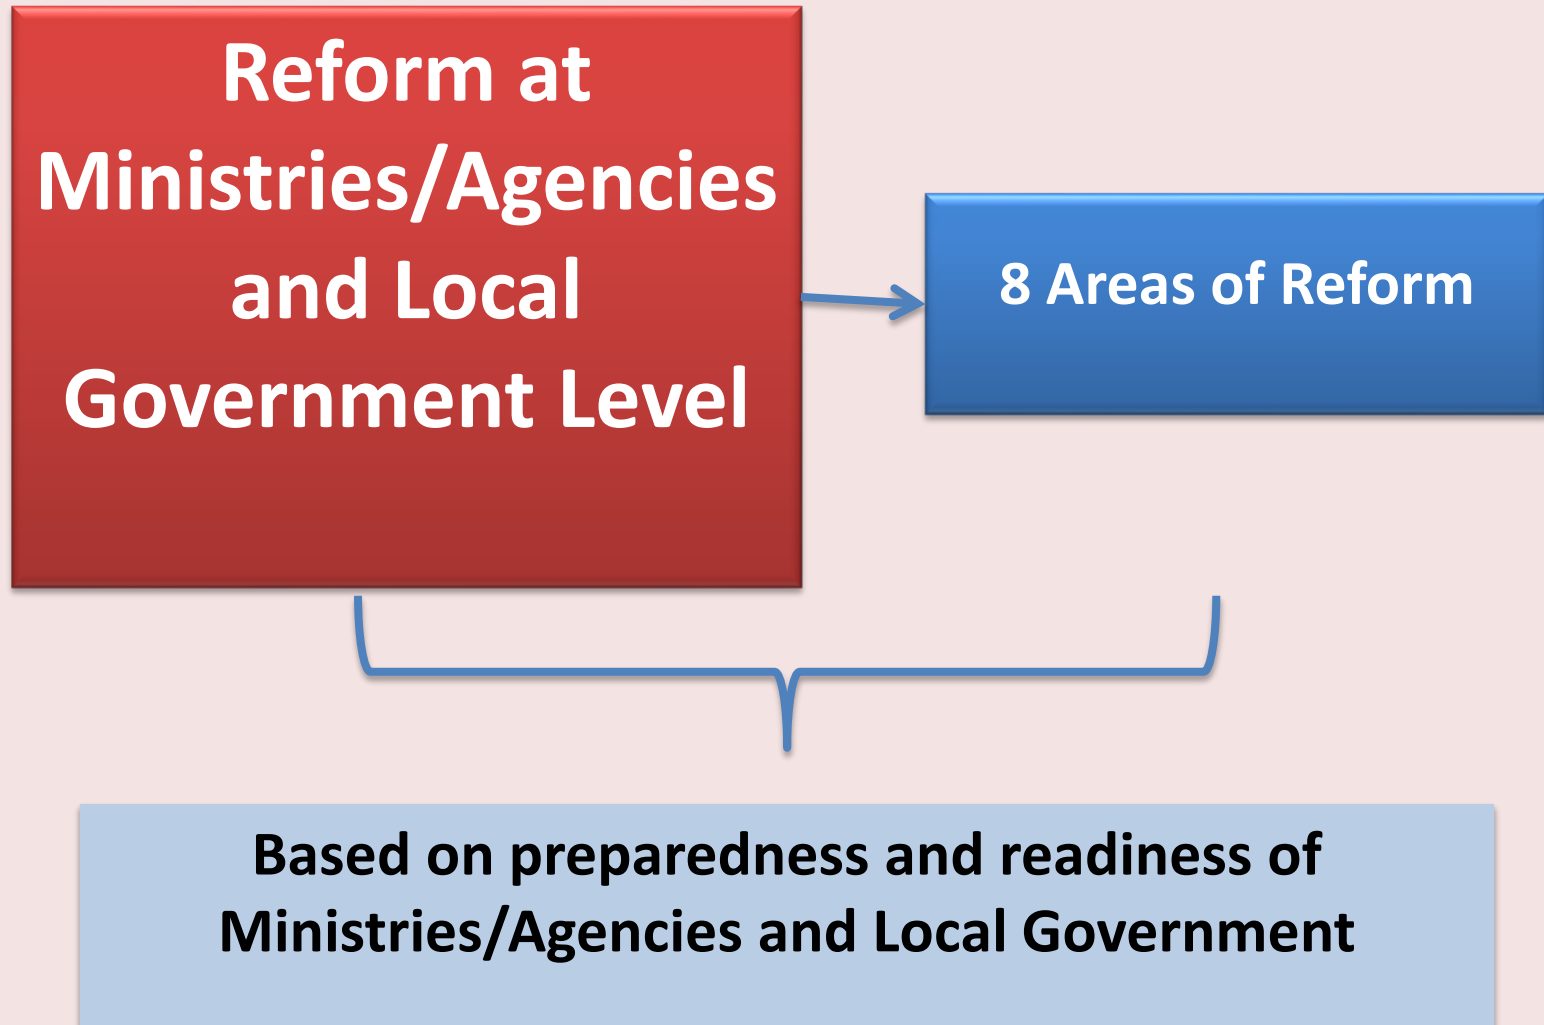 Reform at
Ministries/Agencies
and Local
Government Level
8 Areas of Reform
Based on preparedness and readiness of
Ministries/Agencies and Local Government